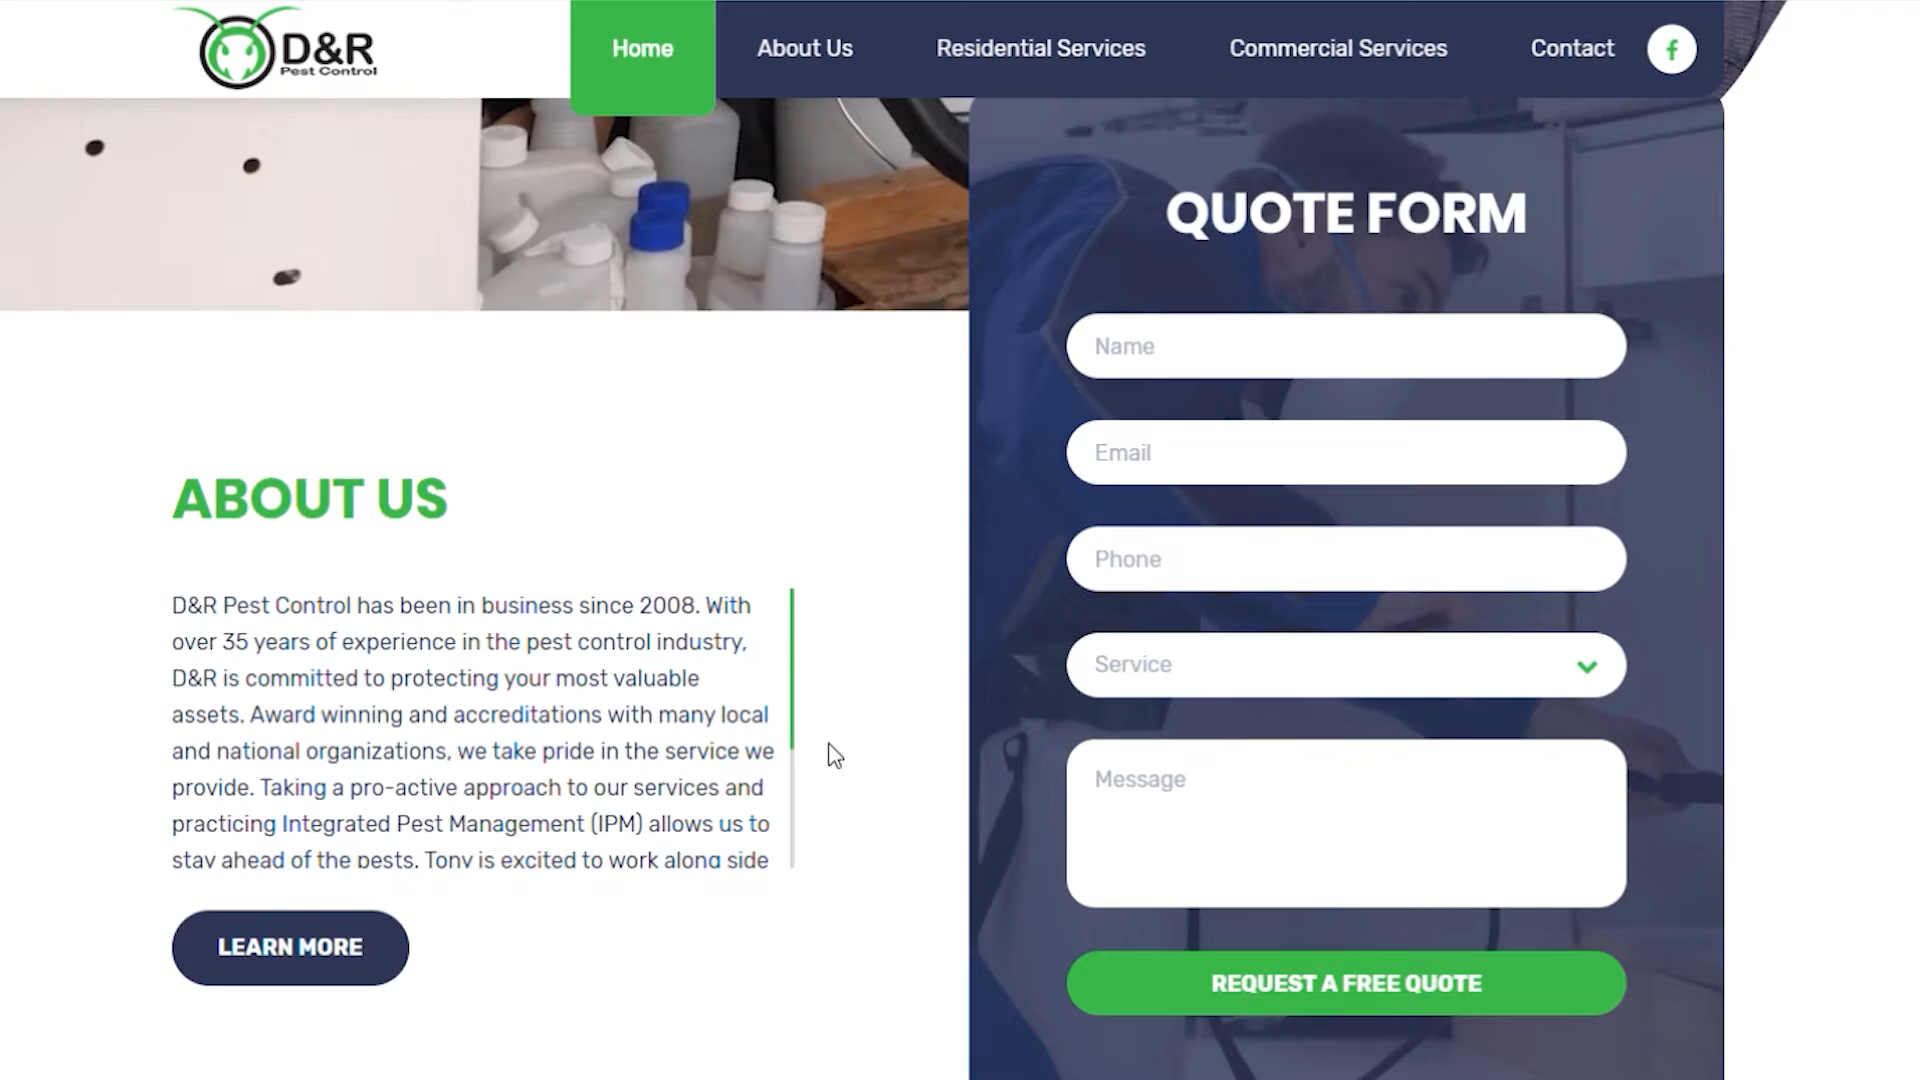 D&R
Pest Control
Home
About Us
Residential Services
Commercial Services
Contact
QUOTE FORM
Name
Email
Phone
Service
Message
REQUEST A FREE QUOTE
ABOUT US
D&R Pest Control has been in business since 2008. With
over 35 years of experience in the pest control industry,
D&R is committed to protecting your most valuable
assets. Award winning and accreditations with many local
and national organizations, we take pride in the service we
provide. Taking a pro-active approach to our services and
practicing Integrated Pest Management (IPM) allows us to
stay ahead of the pests. Tony is excited to work along side
LEARN MORE